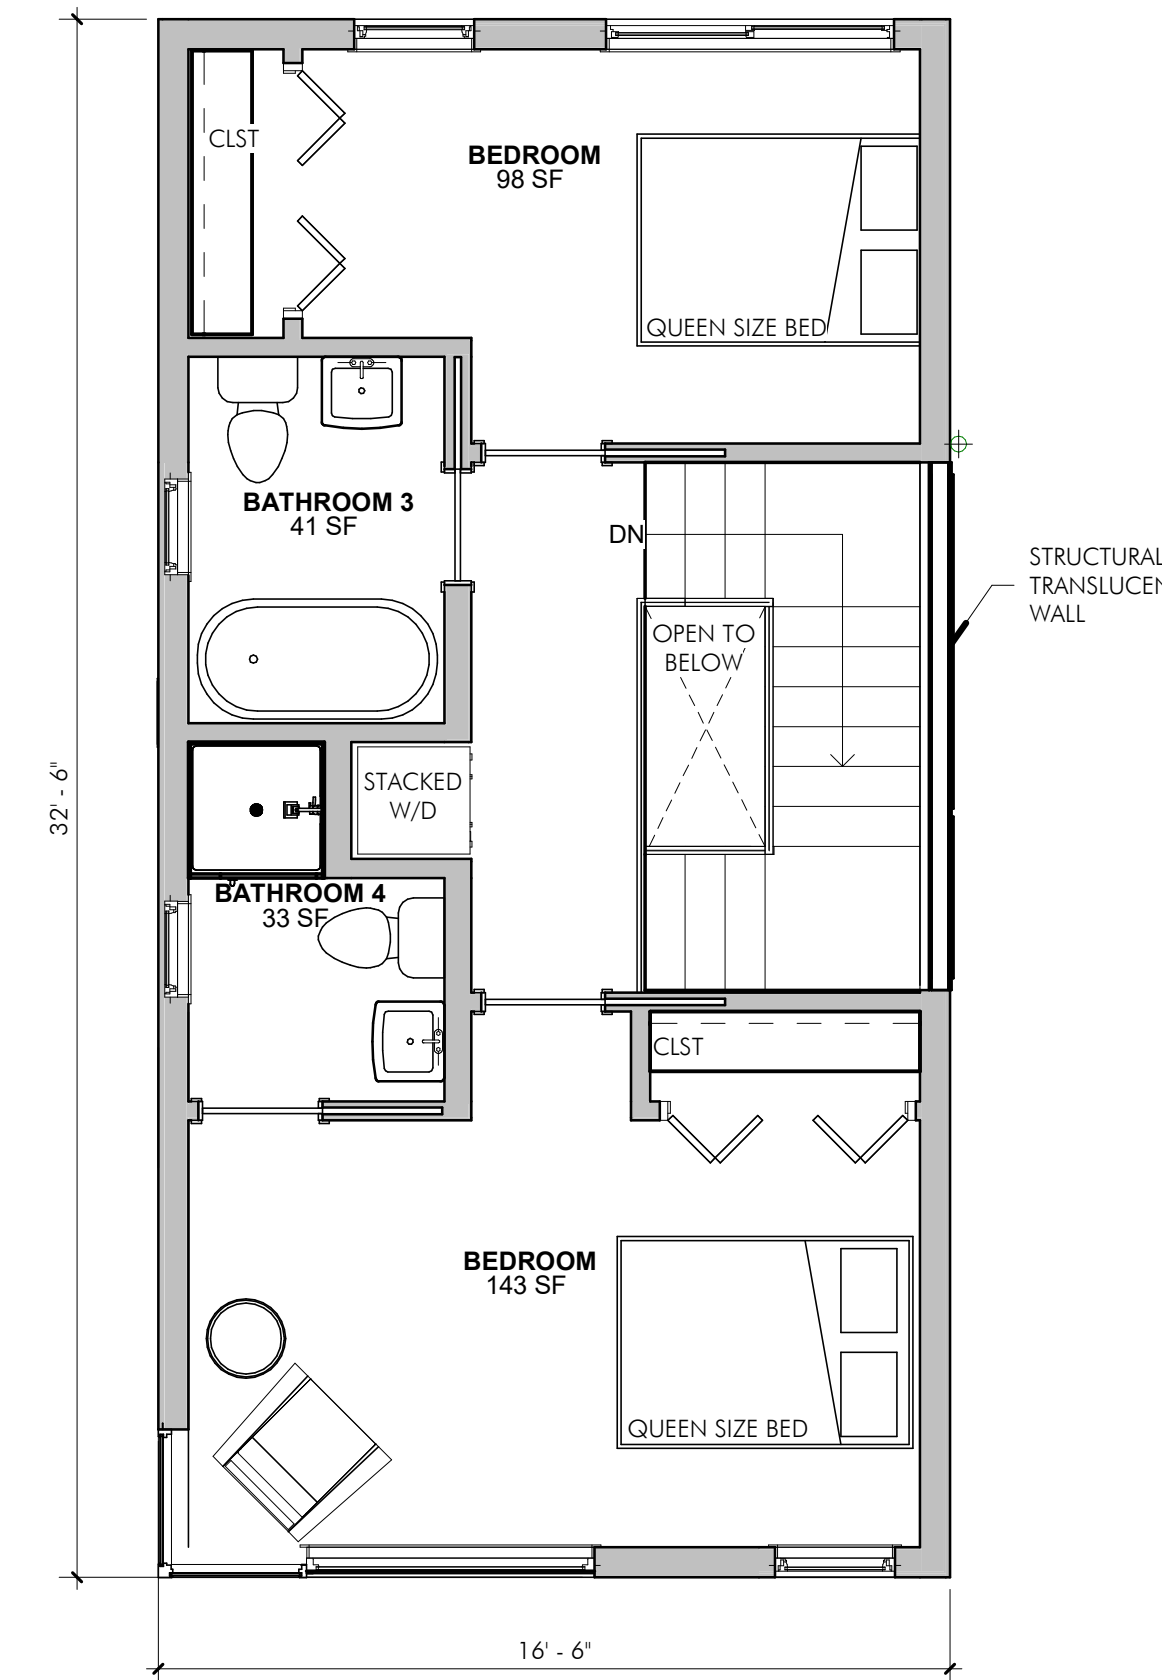 CLST
BEDROOM
98 SF
QUEEN SIZE BED
BATHROOM 3
41 SF
DN
STRUCTURAL
TRANSLUCEN
WALL
OPEN TO
BELOW
32' - 6"
STACKED
W/D
BATHROOM 4
33 SF
CLST
BEDROOM
143 SF
QUEEN SIZE BED
16' - 6"